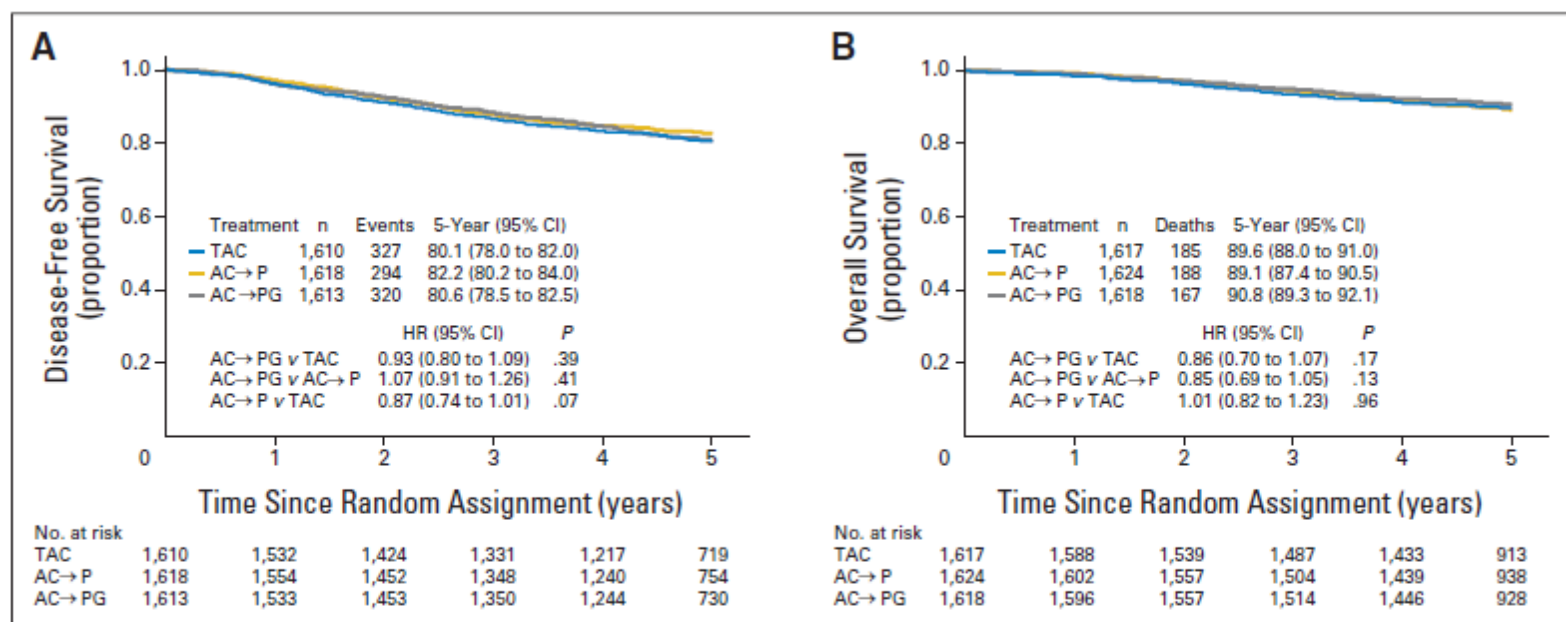 A
Disease-Free Survival
(proportion)
1.0
0.8
0.6
0.4
0.2
0
1
2
3
4
5
Treatment n Events 5-Year (95% CI)
TAC 1,610 327 80.1 (78.0 to 82.0)
AC→P 1,618 294 82.2 (80.2 to 84.0)
AC→PG 1,613 320 80.6 (78.5 to 82.5)
HR (95% CI) P
AC→PG v TAC 0.93 (0.80 to 1.09) .39
AC→PG v AC→P 1.07 (0.91 to 1.26) .41
AC→P v TAC 0.87 (0.74 to 1.01) .07
Time Since Random Assignment (years)
No. at risk
TAC 1,610 1,532 1,424 1,331 1,217 719
AC→P 1,618 1,554 1,452 1,348 1,240 754
AC→PG 1,613 1,533 1,453 1,350 1,244 730
B
Overall Survival
(proportion)
1.0
0.8
0.6
0.4
0.2
0
1
2
3
4
5
Treatment n Deaths 5-Year (95% CI)
TAC 1,617 185 89.6 (88.0 to 91.0)
AC→P 1,624 188 89.1 (87.4 to 90.5)
AC→PG 1,618 167 90.8 (89.3 to 92.1)
HR (95% CI) P
AC→PG v TAC 0.86 (0.70 to 1.07) .17
AC→PG v AC→P 0.85 (0.69 to 1.05) .13
AC→P v TAC 1.01 (0.82 to 1.23) .96
Time Since Random Assignment (years)
No. at risk
TAC 1,617 1,588 1,539 1,487 1,433 913
AC→P 1,624 1,602 1,557 1,504 1,439 938
AC→PG 1,618 1,596 1,557 1,514 1,446 928